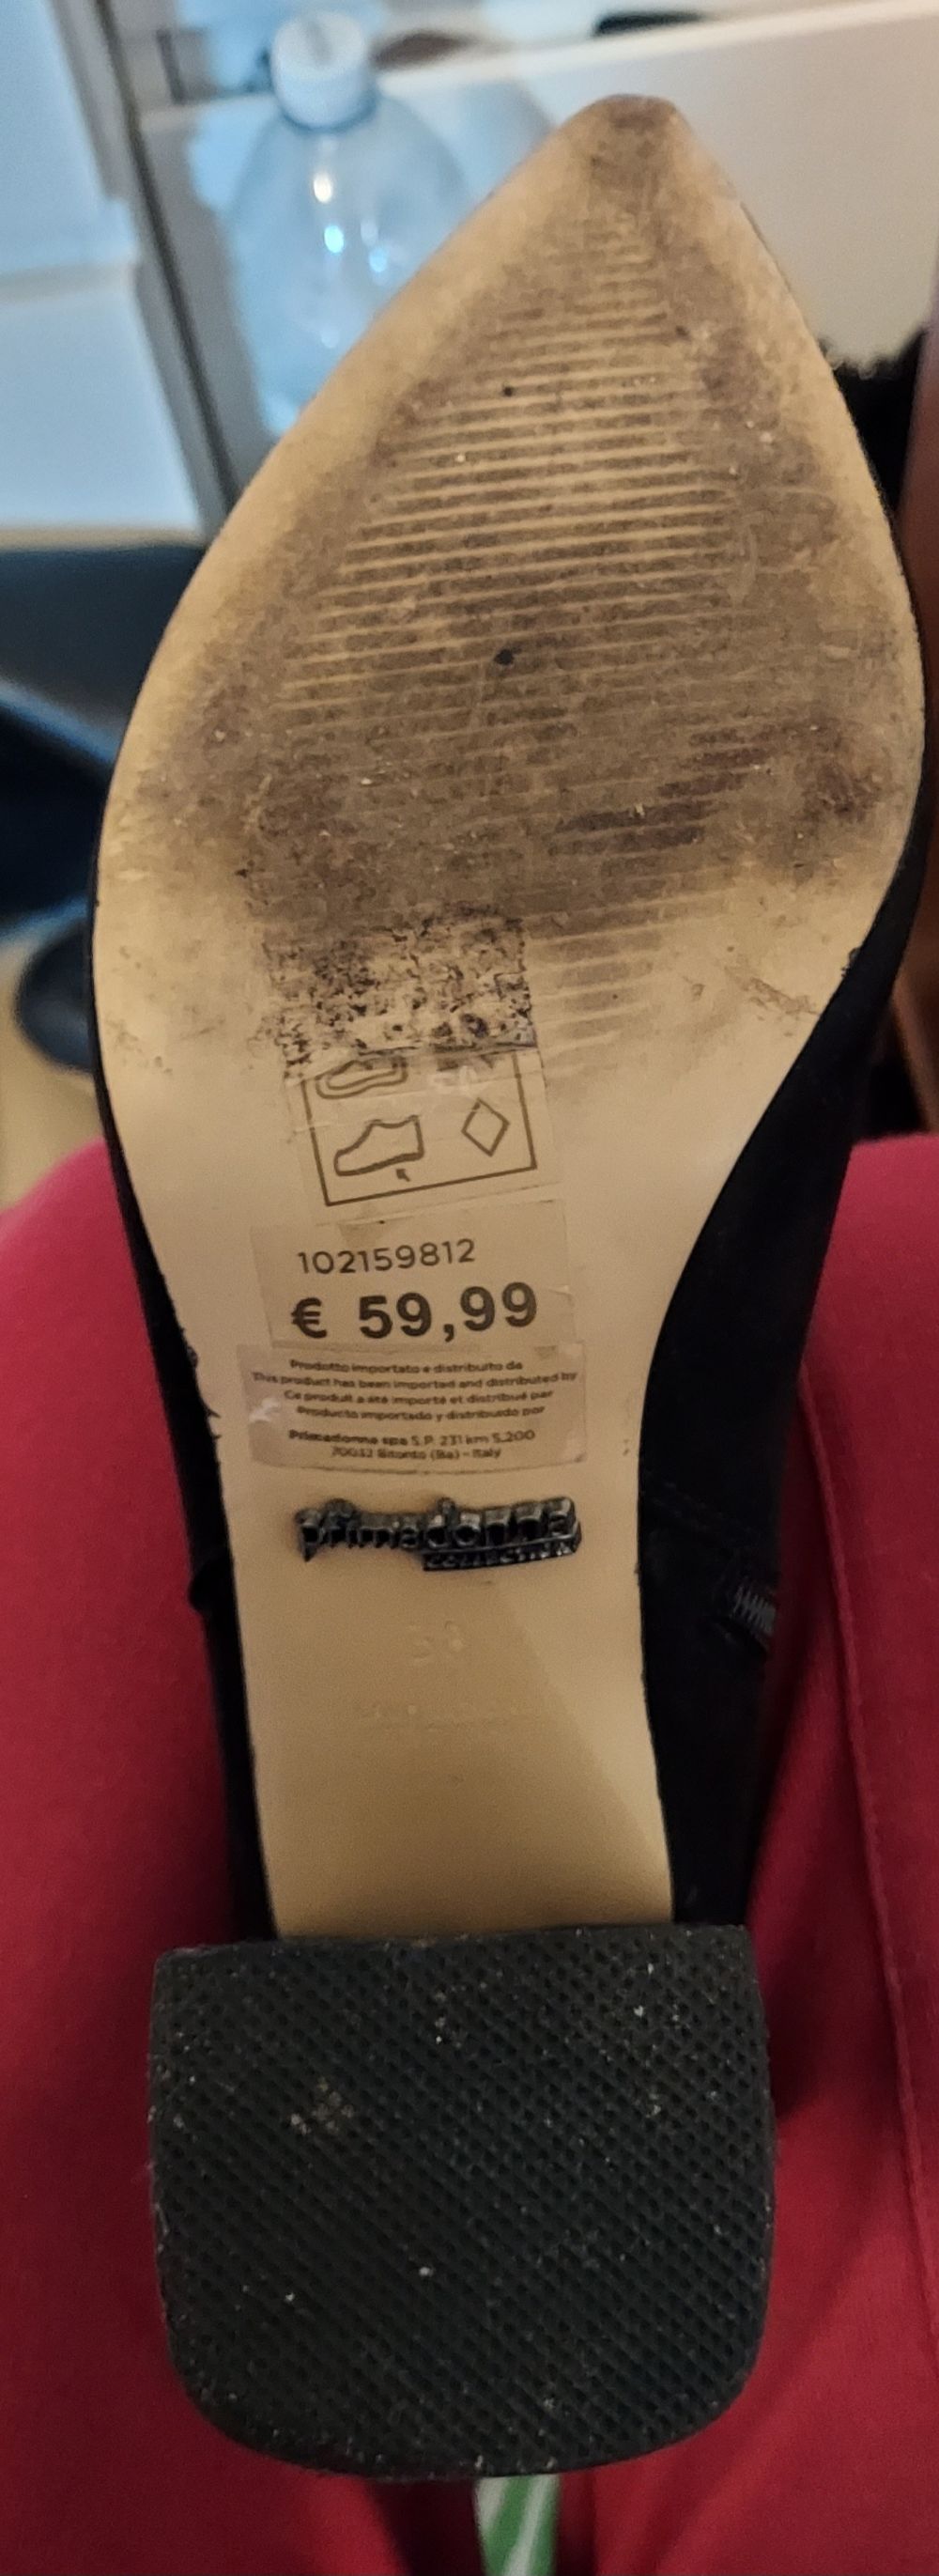 102159812
€ 59,99
Prodotto importato e distribuito da
This product has been imported and distributed by
Ce produit a été importé et distribué par
Producto importado y distribuido por
Primadonna spa S.P. 231 km 5,200
70032 Bitonto (Ba) - Italy
primadonna
COLLECTION